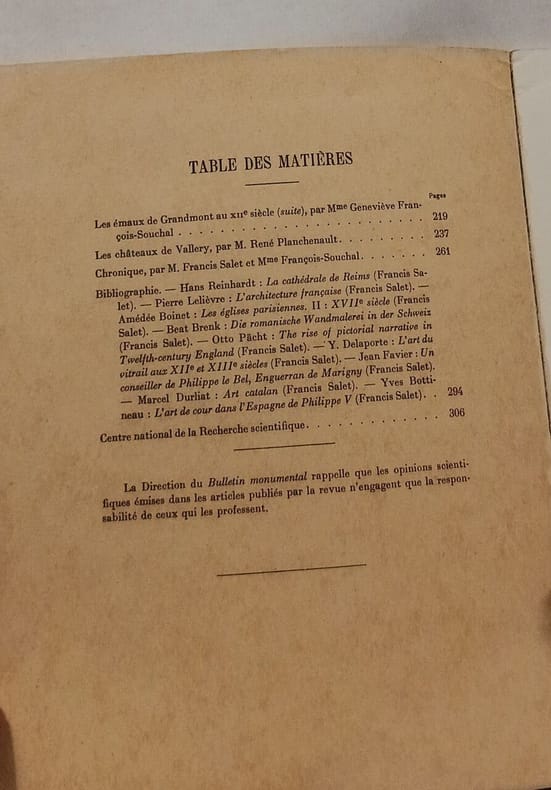 TABLE DES MATIÈRES
Pages
Les émaux de Grandmont au XIIe siècle (suite), par Mme Geneviève Fran-
çois-Souchal . . . . . . . . . . . . . . . . . . . . . . . 219
Les châteaux de Vallery, par M. René Planchenault. . . . . . . . . 237
Chronique, par M. Francis Salet et Mme François-Souchal. . . . . . . 261
Bibliographie. — Hans Reinhardt : La cathédrale de Reims (Francis Sa-
let). — Pierre Lelièvre : L'architecture française (Francis Salet). —
Amédée Boinet : Les églises parisiennes. II : XVIIe siècle (Francis
Salet). — Beat Brenk : Die romanische Wandmalerei in der Schweiz
(Francis Salet). — Otto Pächt : The rise of pictorial narrative in
Twelfth-century England (Francis Salet). — Y. Delaporte : L'art du
vitrail aux XIIe et XIIIe siècles (Francis Salet). — Jean Favier : Un
conseiller de Philippe le Bel, Enguerran de Marigny (Francis Salet).
— Marcel Durliat : Art catalan (Francis Salet). — Yves Botti-
neau : L'art de cour dans l'Espagne de Philippe V (Francis Salet). . 294
Centre national de la Recherche scientifique. . . . . . . . . . . . 306
La Direction du Bulletin monumental rappelle que les opinions scienti-
fiques émises dans les articles publiés par la revue n'engagent que la respon-
sabilité de ceux qui les professent.